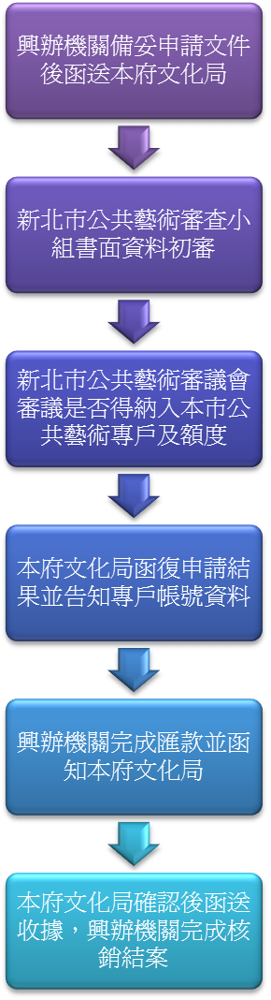 興辦機關備妥申請文件
後函送本府文化局
新北市公共藝術審查小
組書面資料初審
新北市公共藝術審議會
審議是否得納入本市公
共藝術專戶及額度
本府文化局函復申請結
果並告知專戶帳號資料
興辦機關完成匯款並函
知本府文化局
本府文化局確認後函送
收據，興辦機關完成核
銷結案